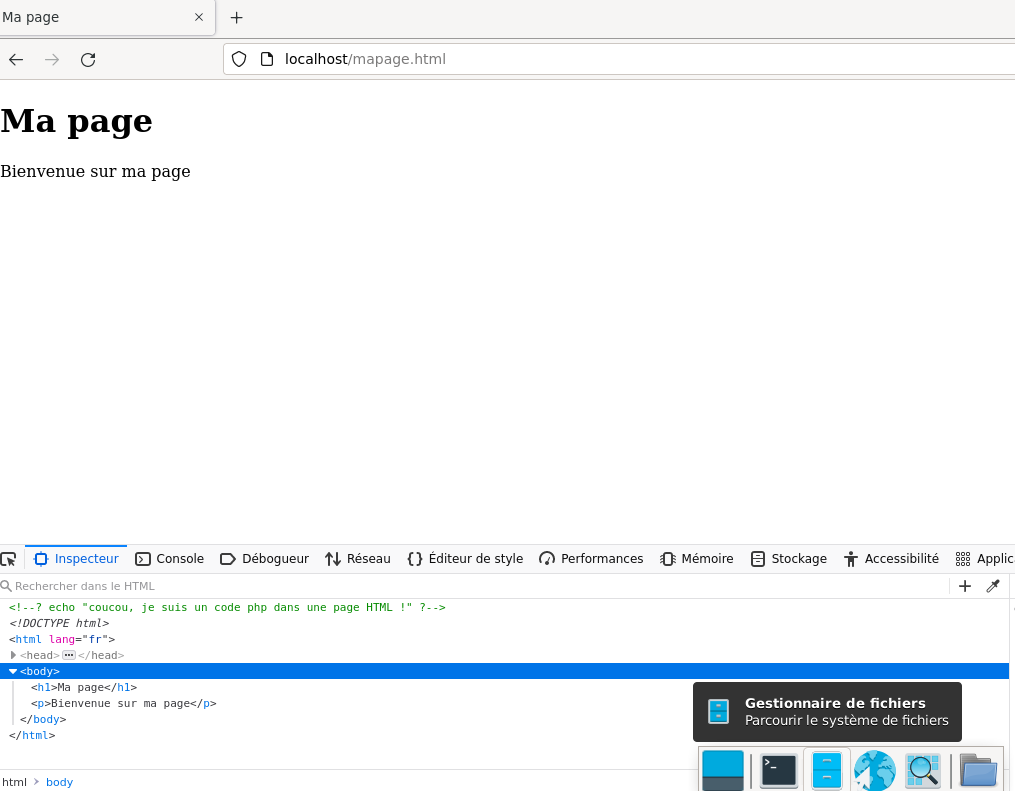 Ma page
localhost/mapage.html
Ma page
Bienvenue sur ma page
Inspecteur Console Débogueur Réseau Éditeur de style Performances Mémoire Stockage Accessibilité Applic
Rechercher dans le HTML
<!--? echo "coucou, je suis un code php dans une page HTML !" ?-->
<!DOCTYPE html>
<html lang="fr">
<head> ••• </head>
<body>
<h1>Ma page</h1>
<p>Bienvenue sur ma page</p>
</body>
</html>
Gestionnaire de fichiers
Parcourir le système de fichiers
html > body